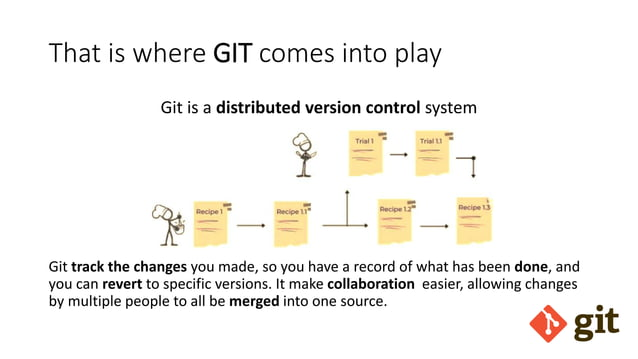 That is where GIT comes into play
Git is a distributed version control system
Trial 1
Trial 1.1
Recipe 1
Recipe 1.1
Recipe 1.2
Recipe 1.3
Git track the changes you made, so you have a record of what has been done, and
you can revert to specific versions. It make collaboration easier, allowing changes
by multiple people to all be merged into one source.
git